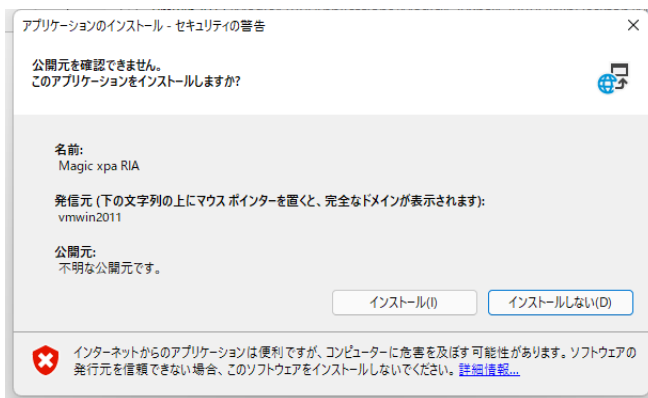 アプリケーションのインストール - セキュリティの警告
公開元を確認できません。
このアプリケーションをインストールしますか?
名前:
Magic xpa RIA
発信元 (下の文字列の上にマウス ポインターを置くと、完全なドメインが表示されます):
vmwin2011
公開元:
不明な公開元です。
インストール(I)
インストールしない(D)
インターネットからのアプリケーションは便利ですが、コンピューターに危害を及ぼす可能性があります。ソフトウェアの
発行元を信頼できない場合、このソフトウェアをインストールしないでください。詳細情報...